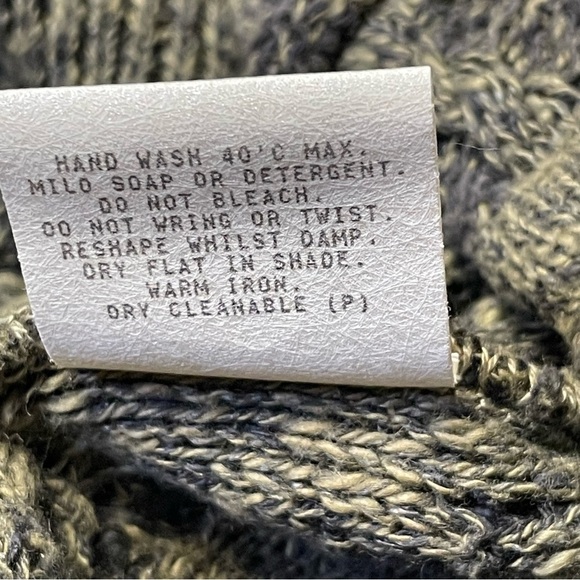 HAND WASH 40'C MAX.
MILD SOAP OR DETERGENT.
DO NOT BLEACH.
DO NOT WRING OR TWIST.
RESHAPE WHILST DAMP.
DRY FLAT IN SHADE.
WARM IRON.
DRY CLEANABLE (P)